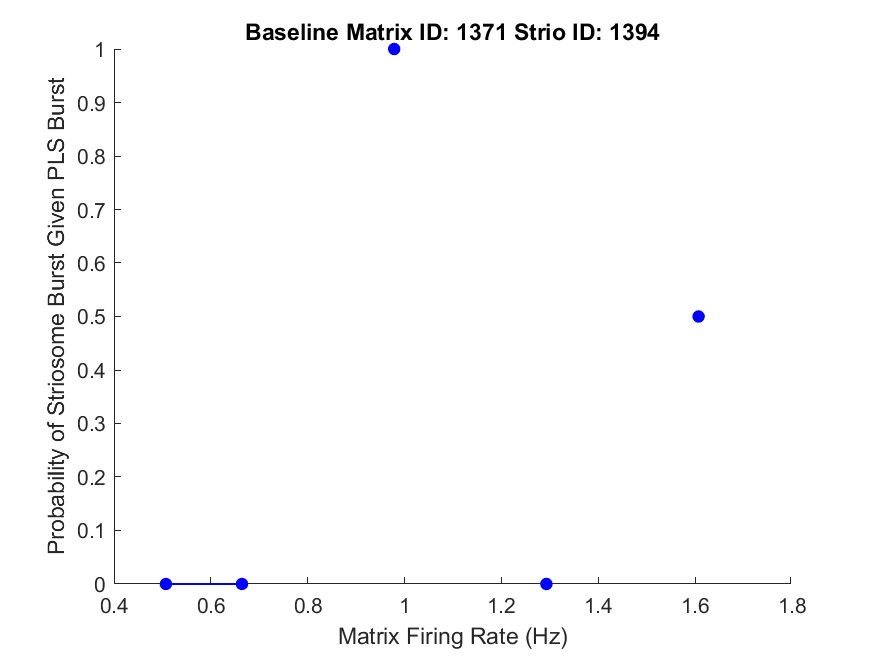 Baseline Matrix ID: 1371 Strio ID: 1394
Probability of Striosome Burst Given PLS Burst
1
0.9
0.8
0.7
0.6
0.5
0.4
0.3
0.2
0.1
0
0.4 0.6 0.8 1 1.2 1.4 1.6 1.8
Matrix Firing Rate (Hz)